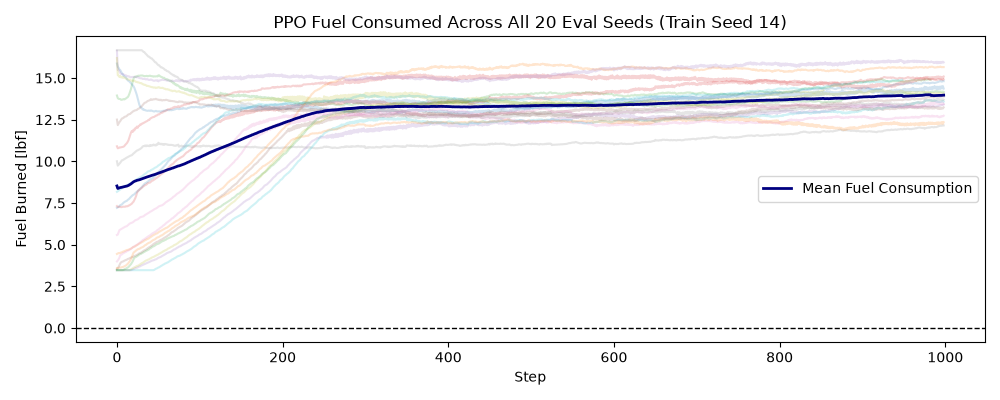 PPO Fuel Consumed Across All 20 Eval Seeds (Train Seed 14)
Fuel Burned [lbf]
15.0
12.5
10.0
7.5
5.0
2.5
0.0
Mean Fuel Consumption
0 200 400 600 800 1000
Step